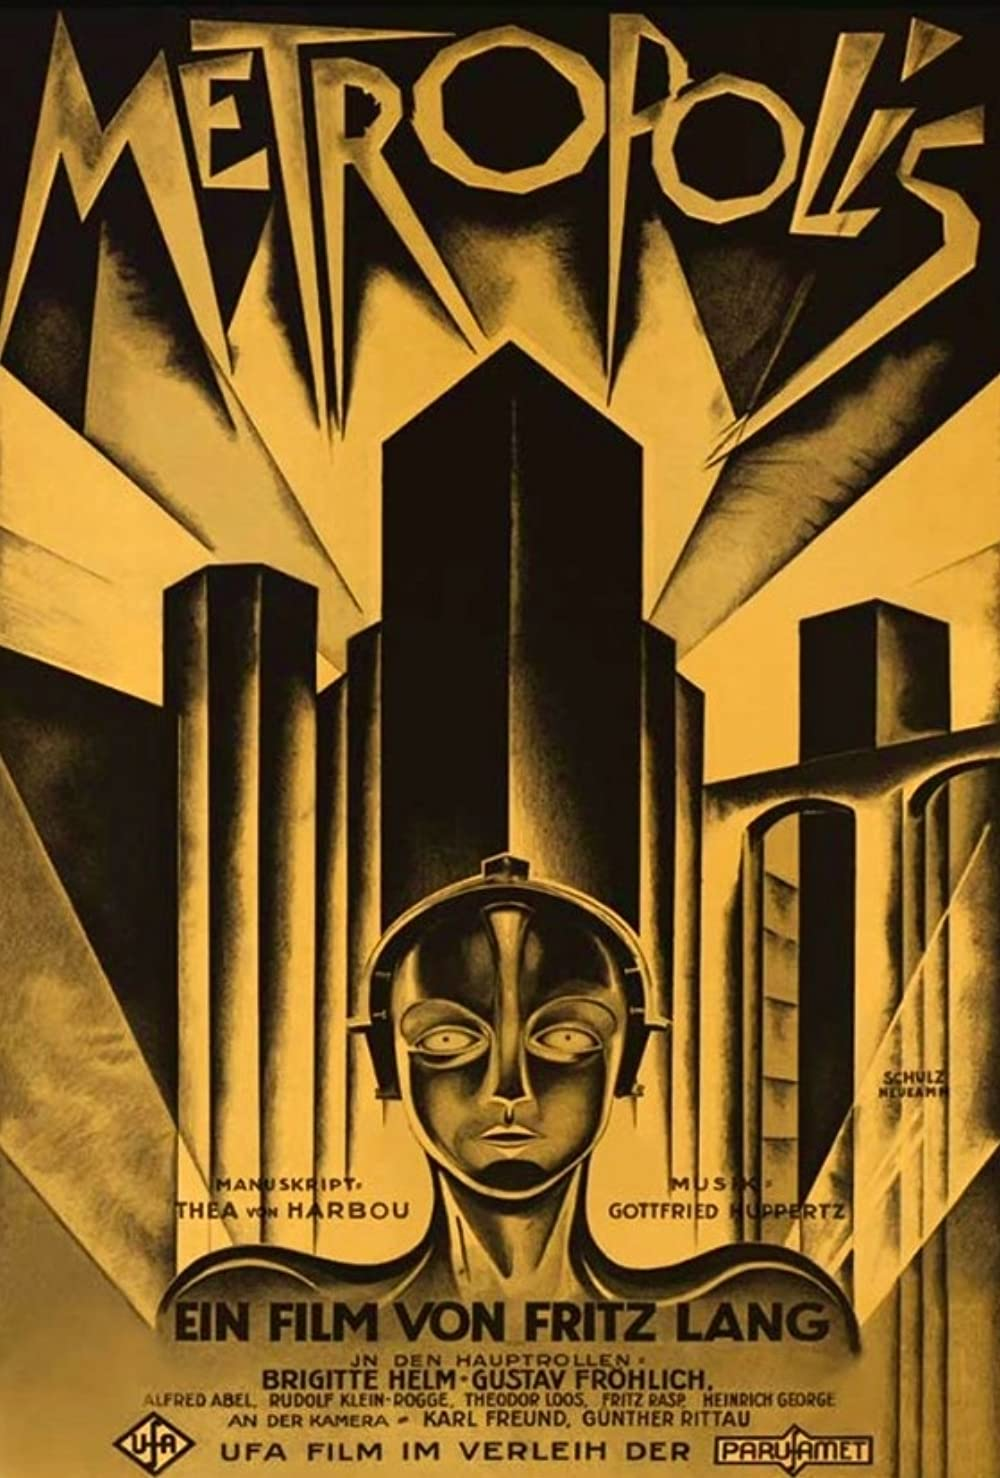 METROPOLIS
SCHULZ
NEUDAMM
MANUSKRIPT:
THEA VON HARBOU
MUSIK:
GOTTFRIED HUPPERTZ
EIN FILM VON FRITZ LANG
JN DEN HAUPTROLLEN:
BRIGITTE HELM-GUSTAV FRÖHLICH,
ALFRED ABEL, RUDOLF KLEIN-ROGGE, THEODOR LOOS, FRITZ RASP, HEINRICH GEORGE
AN DER KAMERA - KARL FREUND, GÜNTHER RITTAU
UFA
UFA FILM IM VERLEIH DER PARUFAMET